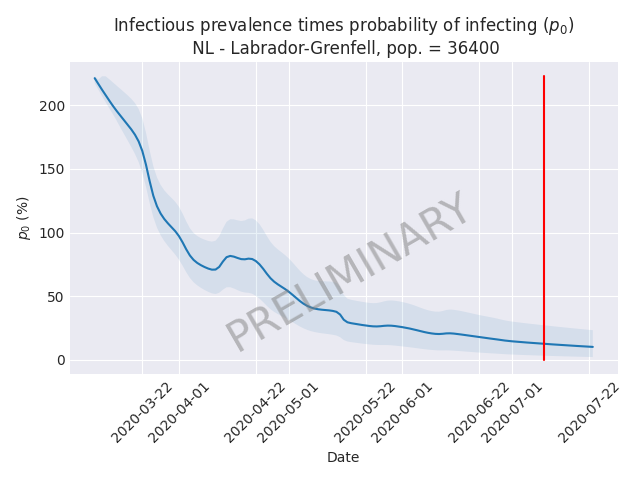 Infectious prevalence times probability of infecting (p₀)
NL - Labrador-Grenfell, pop. = 36400
p₀ (%)
200
150
100
50
0
PRELIMINARY
2020-03-22
2020-04-01
2020-04-22
2020-05-01
2020-05-22
2020-06-01
2020-06-22
2020-07-01
2020-07-22
Date